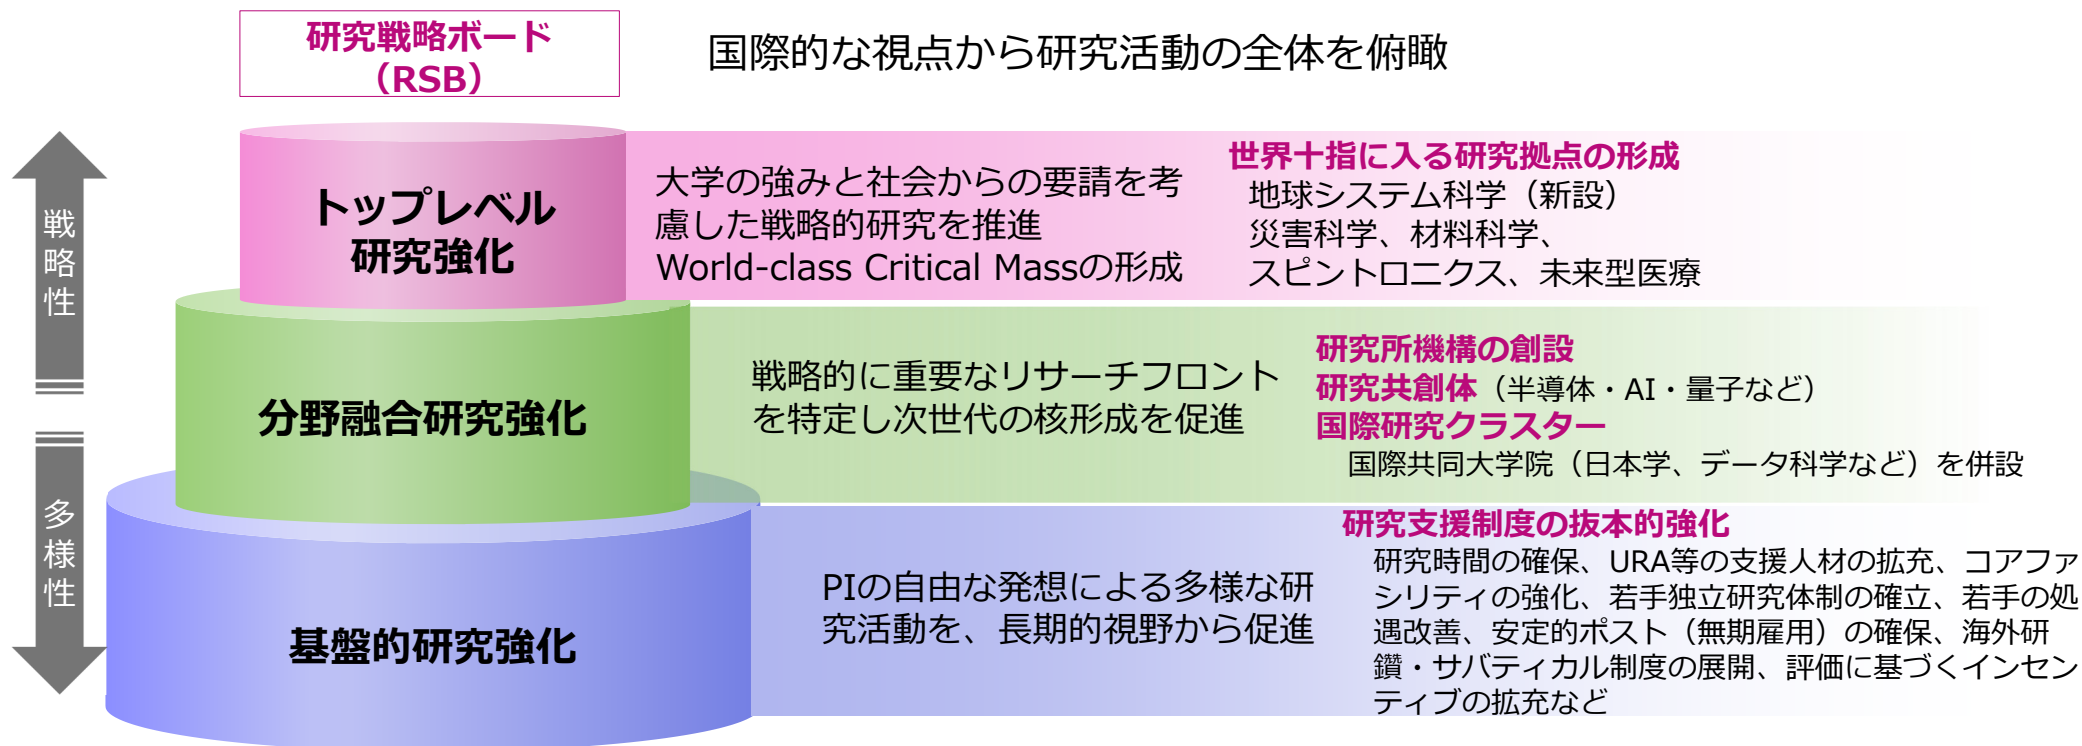 研究戦略ボード
（RSB）
国際的な視点から研究活動の全体を俯瞰
戦略性
多様性
トップレベル
研究強化
大学の強みと社会からの要請を考
慮した戦略的研究を推進
World-class Critical Massの形成
世界十指に入る研究拠点の形成
地球システム科学（新設）
災害科学、材料科学、
スピントロニクス、未来型医療
分野融合研究強化
戦略的に重要なリサーチフロント
を特定し次世代の核形成を促進
研究所機構の創設
研究共創体（半導体・AI・量子など）
国際研究クラスター
国際共同大学院（日本学、データ科学など）を併設
基盤的研究強化
PIの自由な発想による多様な研
究活動を、長期的視野から促進
研究支援制度の抜本的強化
研究時間の確保、URA等の支援人材の拡充、コアファ
シリティの強化、若手独立研究体制の確立、若手の処
遇改善、安定的ポスト（無期雇用）の確保、海外研
鑽・サバティカル制度の展開、評価に基づくインセン
ティブの拡充など